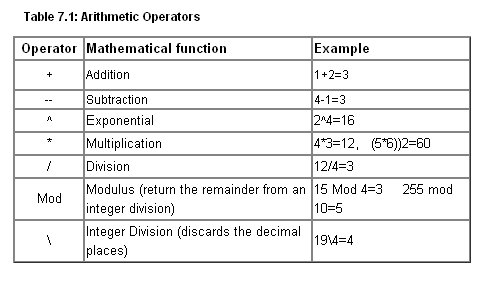 Table 7.1: Arithmetic Operators
Operator Mathematical function Example
+ Addition 1+2=3
-- Subtraction 4-1=3
^ Exponential 2^4=16
* Multiplication 4*3=12, (5*6))2=60
/ Division 12/4=3
Mod Modulus (return the remainder from an integer division) 15 Mod 4=3 255 mod 10=5
\ Integer Division (discards the decimal places) 19\4=4